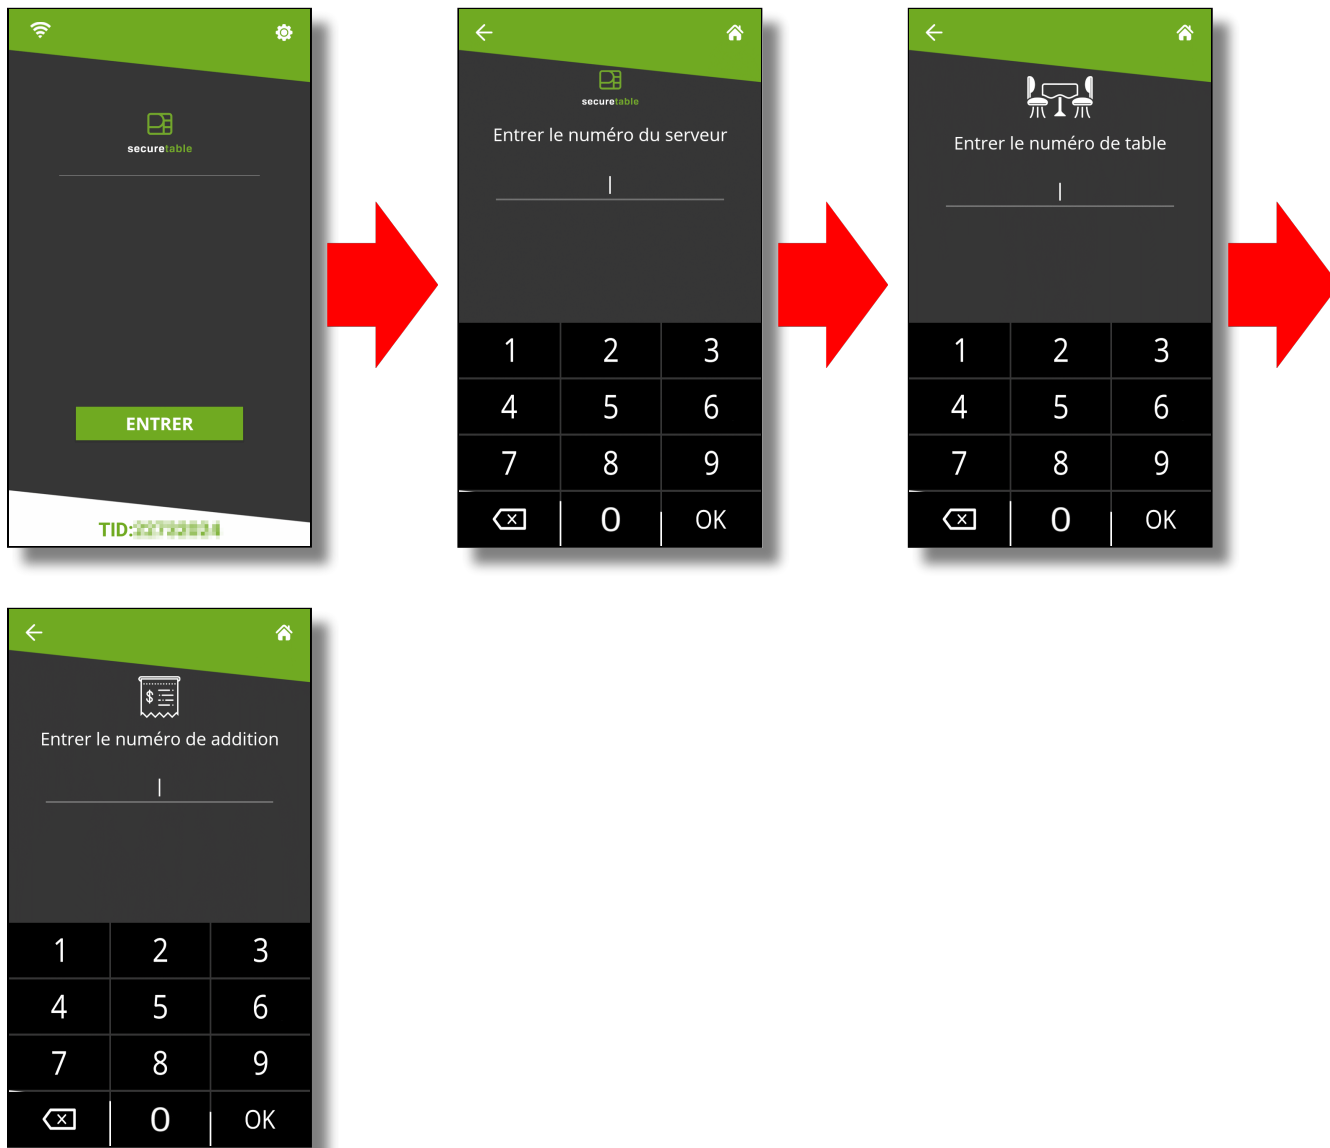 securetable
ENTRER
TID:
securetable
Entrer le numéro du serveur
1 2 3
4 5 6
7 8 9
0 OK
Entrer le numéro de table
1 2 3
4 5 6
7 8 9
0 OK
$
Entrer le numéro de addition
1 2 3
4 5 6
7 8 9
0 OK